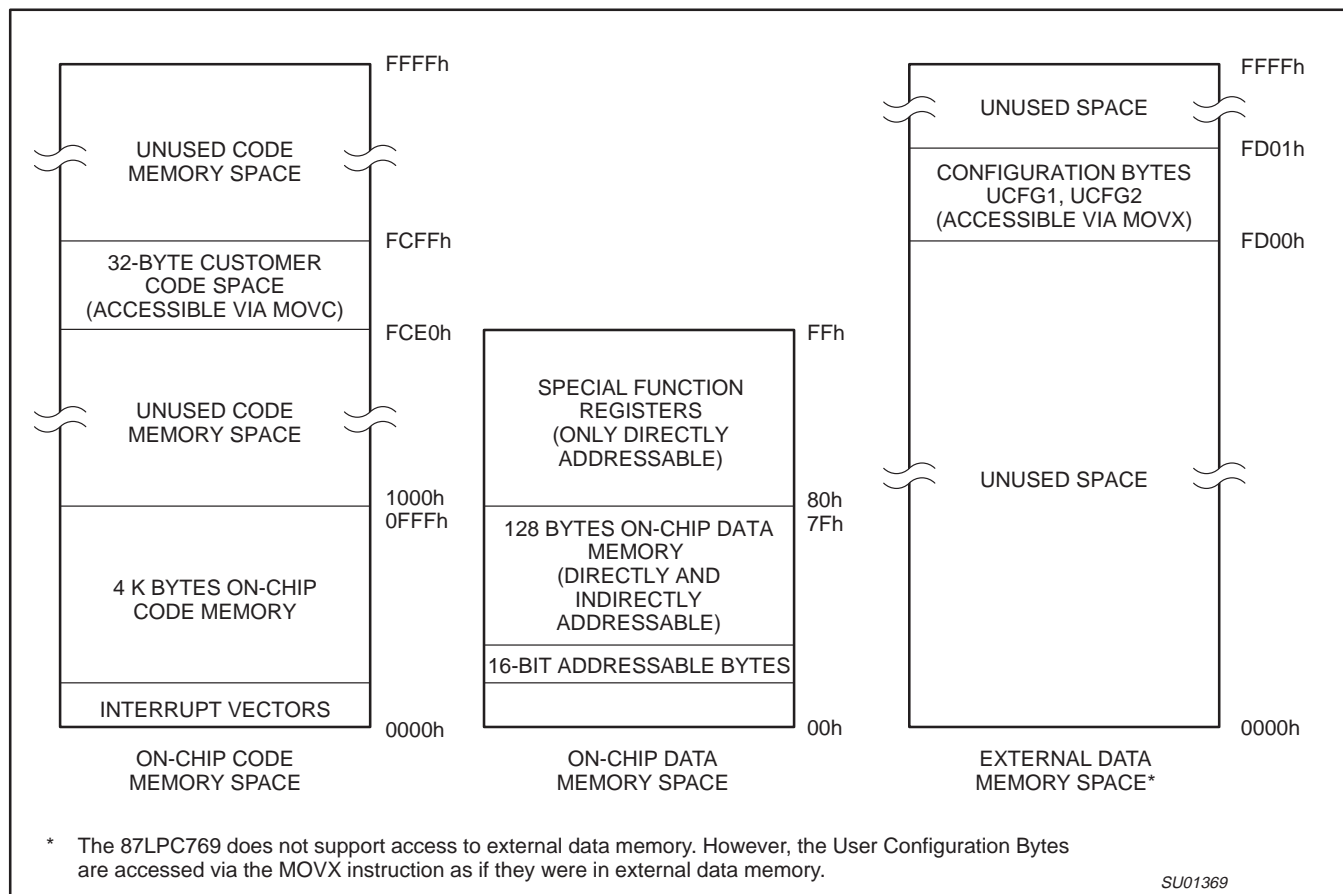 FFFFh
UNUSED CODE
MEMORY SPACE
FCFFh
32-BYTE CUSTOMER
CODE SPACE
(ACCESSIBLE VIA MOVC)
FCE0h
UNUSED CODE
MEMORY SPACE
1000h
0FFFh
4 K BYTES ON-CHIP
CODE MEMORY
INTERRUPT VECTORS
0000h
ON-CHIP CODE
MEMORY SPACE
FFh
SPECIAL FUNCTION
REGISTERS
(ONLY DIRECTLY
ADDRESSABLE)
80h
7Fh
128 BYTES ON-CHIP DATA
MEMORY
(DIRECTLY AND
INDIRECTLY
ADDRESSABLE)
16-BIT ADDRESSABLE BYTES
00h
ON-CHIP DATA
MEMORY SPACE
FFFFh
UNUSED SPACE
FD01h
CONFIGURATION BYTES
UCFG1, UCFG2
(ACCESSIBLE VIA MOVX)
FD00h
UNUSED SPACE
0000h
EXTERNAL DATA
MEMORY SPACE*
* The 87LPC769 does not support access to external data memory. However, the User Configuration Bytes
are accessed via the MOVX instruction as if they were in external data memory.
SU01369